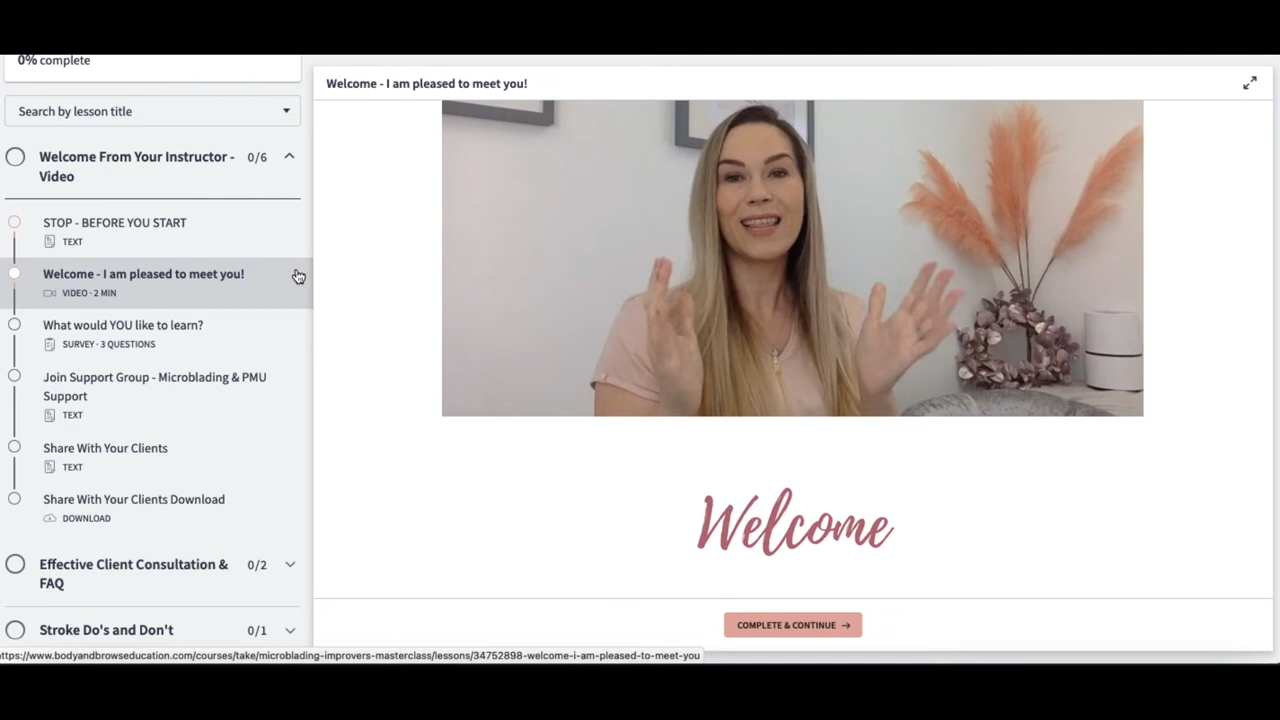 0% complete
Search by lesson title
Welcome From Your Instructor - 0/6
Video
STOP - BEFORE YOU START
TEXT
Welcome - I am pleased to meet you!
VIDEO · 2 MIN
What would YOU like to learn?
SURVEY · 3 QUESTIONS
Join Support Group - Microblading & PMU
Support
TEXT
Share With Your Clients
TEXT
Share With Your Clients Download
DOWNLOAD
Effective Client Consultation & 0/2
FAQ
Stroke Do's and Don't 0/1
Welcome - I am pleased to meet you!
Welcome
COMPLETE & CONTINUE →
https://www.bodyandbrowseducation.com/courses/take/microblading-improvers-masterclass/lessons/34752898-welcome-i-am-pleased-to-meet-you